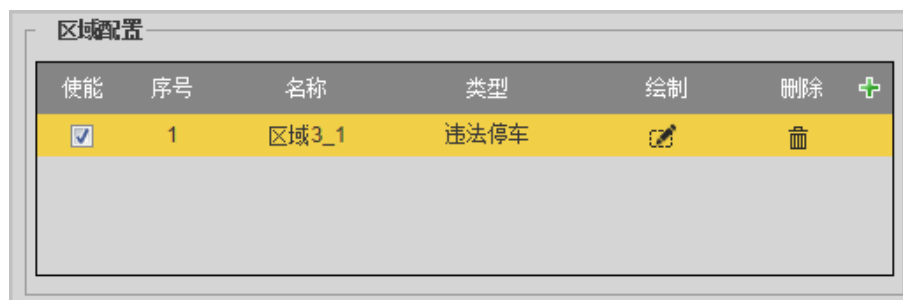 区域配置
使能 序号 名称 类型 绘制 删除
1 区域3_1 违法停车